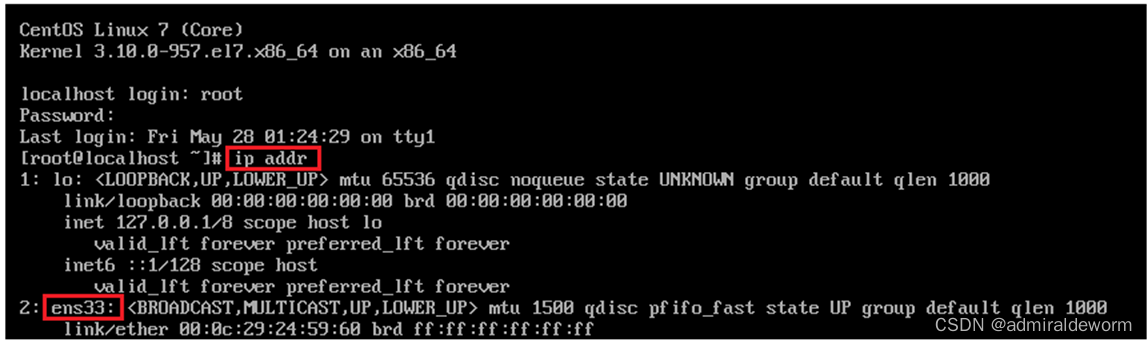 CentOS Linux 7 (Core)
Kernel 3.10.0-957.el7.x86_64 on an x86_64
localhost login: root
Password:
Last login: Fri May 28 01:24:29 on tty1
[root@localhost ~]# ip addr
1: lo: <LOOPBACK,UP,LOWER_UP> mtu 65536 qdisc noqueue state UNKNOWN group default qlen 1000
link/loopback 00:00:00:00:00:00 brd 00:00:00:00:00:00
inet 127.0.0.1/8 scope host lo
valid_lft forever preferred_lft forever
inet6 ::1/128 scope host
valid_lft forever preferred_lft forever
2: ens33: <BROADCAST,MULTICAST,UP,LOWER_UP> mtu 1500 qdisc pfifo_fast state UP group default qlen 1000
link/ether 00:0c:29:24:59:60 brd ff:ff:ff:ff:ff:ff
CSDN @admiraldeworm